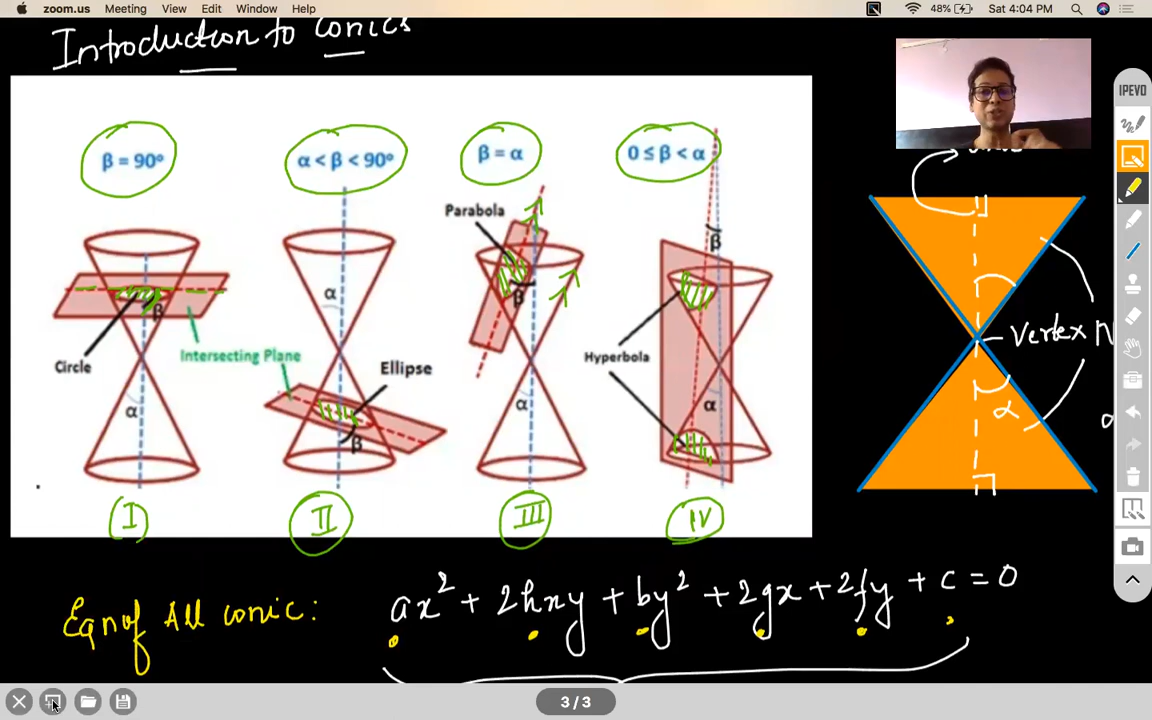 zoom.us Meeting Edit Window Help 48% Sat 4:04 PM
Introduction to conics
IPEVO
β = 90° α < β < 90° β = α 0 ≤ β < α
Parabola
β
α
β
β
Circle
Intersecting Plane
Hyperbola
Vertex
Ellipse
α
α
α
α
β
I II III IV
Eqn of All conic: ax² + 2hxy + by² + 2gx + 2fy + c = 0
3 / 3